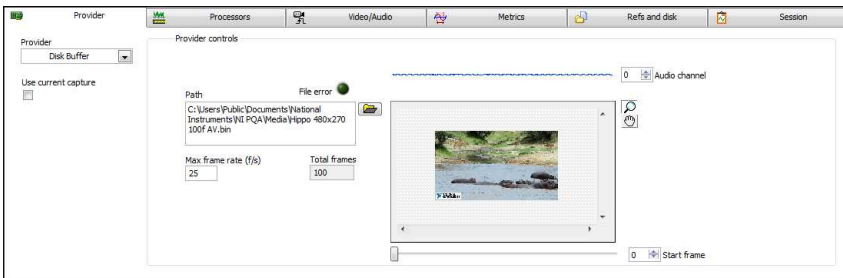 Provider
Processors
Video/Audio
Metrics
Refs and disk
Session
Provider
Disk Buffer
Use current capture
Provider controls
0 Audio channel
Path
File error
C:\Users\Public\Documents\National
Instruments\NI PQA\Media\Hippo 480x270
100f AV.bin
Max frame rate (f/s)
Total frames
25
100
0 Start frame